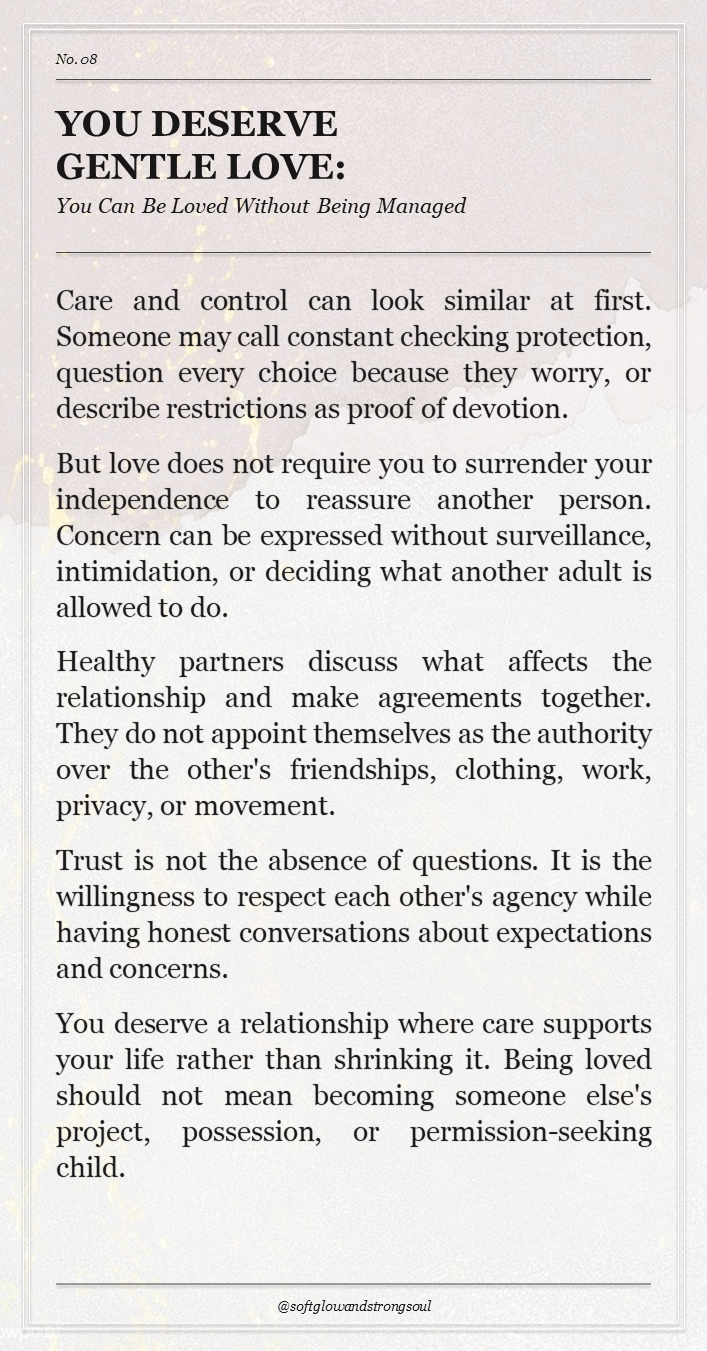 No. 08
YOU DESERVE
GENTLE LOVE:
You Can Be Loved Without Being Managed
Care and control can look similar at first.
Someone may call constant checking protection,
question every choice because they worry, or
describe restrictions as proof of devotion.
But love does not require you to surrender your
independence to reassure another person.
Concern can be expressed without surveillance,
intimidation, or deciding what another adult is
allowed to do.
Healthy partners discuss what affects the
relationship and make agreements together.
They do not appoint themselves as the authority
over the other's friendships, clothing, work,
privacy, or movement.
Trust is not the absence of questions. It is the
willingness to respect each other's agency while
having honest conversations about expectations
and concerns.
You deserve a relationship where care supports
your life rather than shrinking it. Being loved
should not mean becoming someone else's
project, possession, or permission-seeking
child.
@softglowandstrongsoul